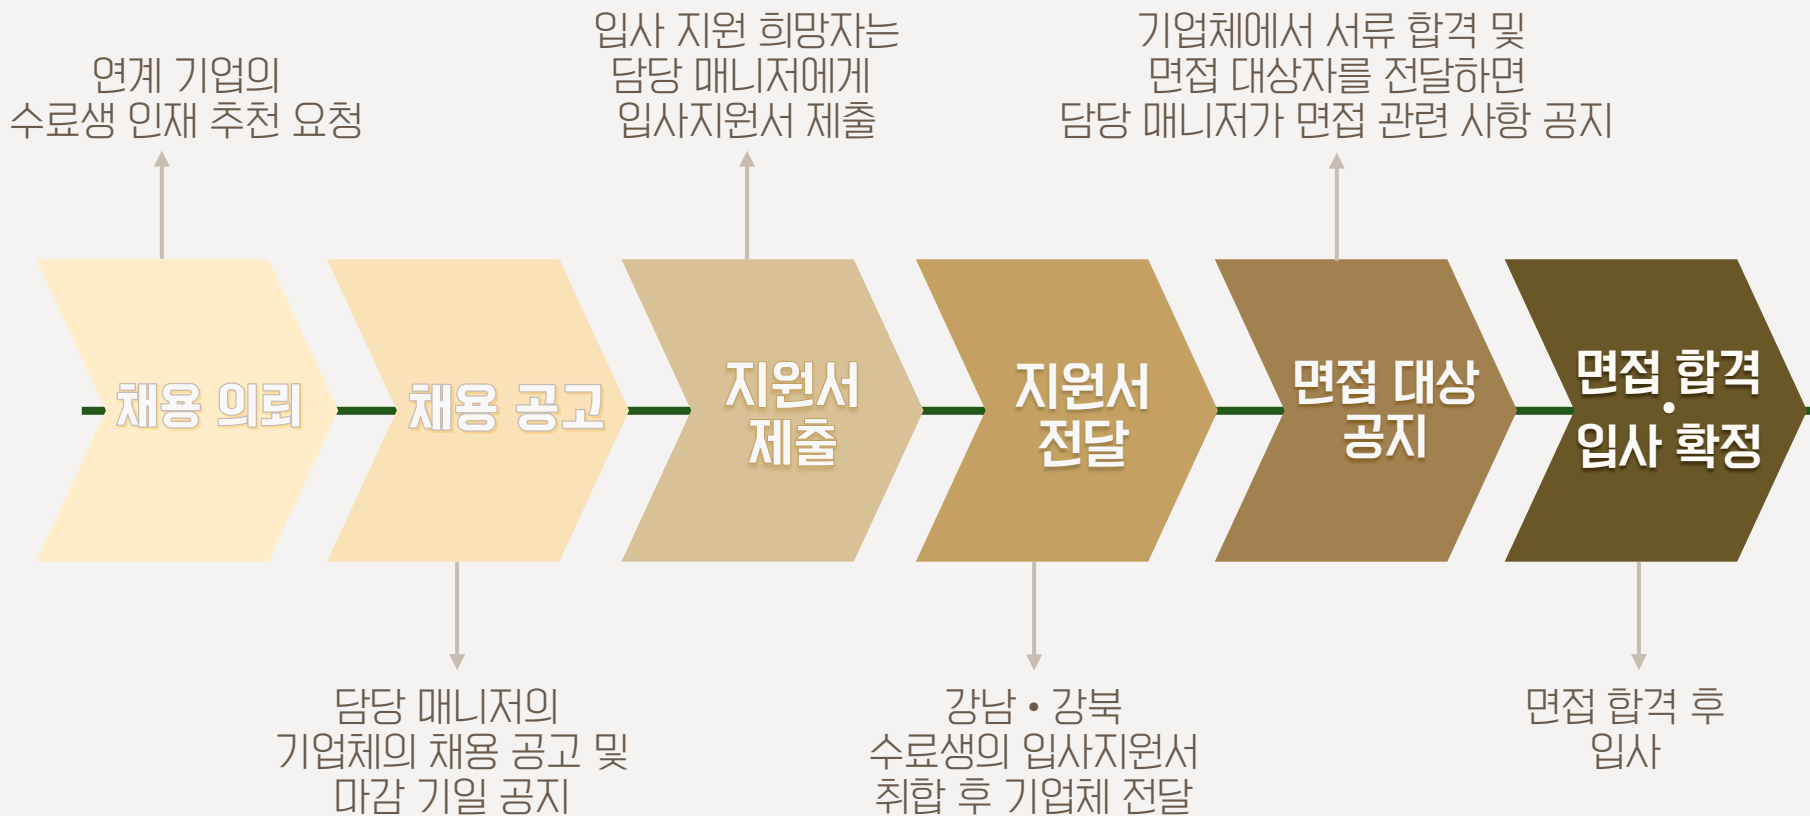 연계 기업의
수료생 인재 추천 요청
입사 지원 희망자는
담당 매니저에게
입사지원서 제출
기업체에서 서류 합격 및
면접 대상자를 전달하면
담당 매니저가 면접 관련 사항 공지
채용 의뢰
채용 공고
지원서
제출
지원서
전달
면접 대상
공지
면접 합격
•
입사 확정
담당 매니저의
기업체의 채용 공고 및
마감 기일 공지
강남 • 강북
수료생의 입사지원서
취합 후 기업체 전달
면접 합격 후
입사